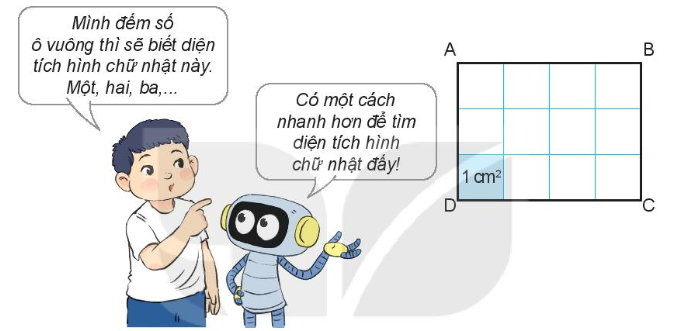 Mình đếm số
ô vuông thì sẽ biết diện
tích hình chữ nhật này.
Một, hai, ba,...
Có một cách
nhanh hơn để tìm
diện tích hình
chữ nhật đấy!
A
B
1 cm²
D
C